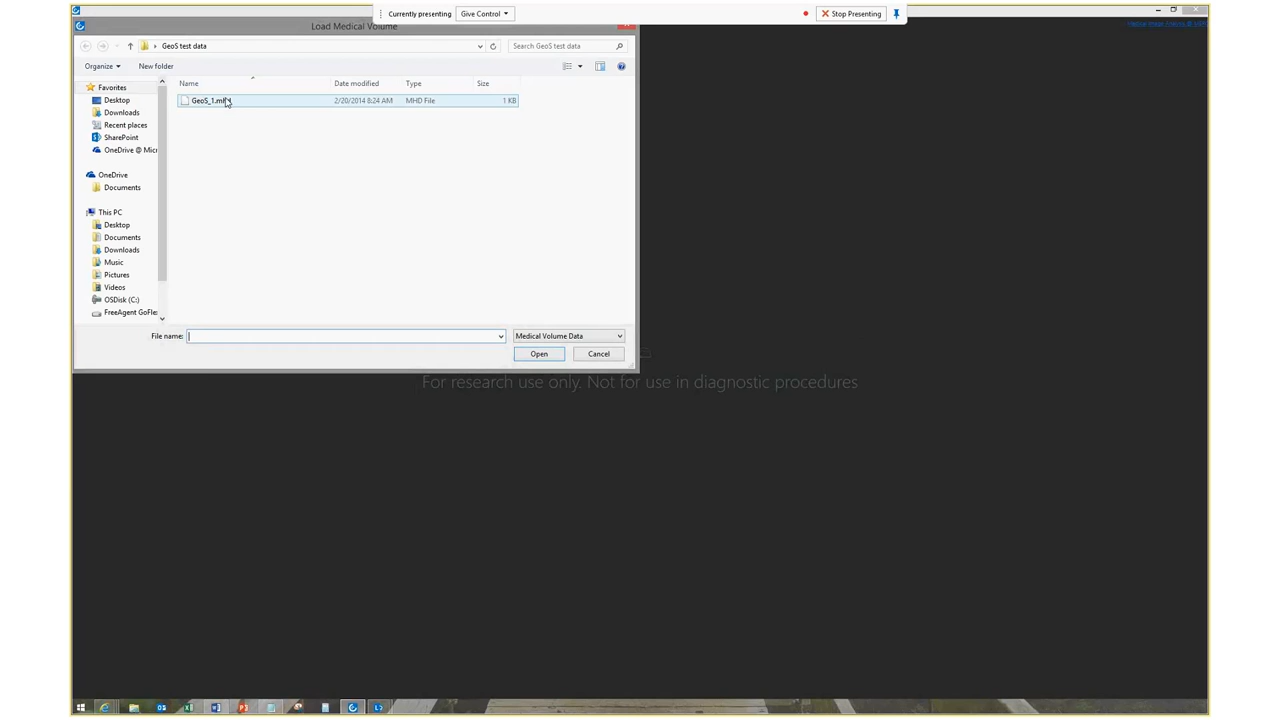 Currently presenting Give Control Stop Presenting
Load Medical Volume
GeoS test data Search GeoS test data
Organize New folder
Name Date modified Type Size
GeoS_1.mhd 2/20/2014 8:24 AM MHD File 1 KB
Favorites
Desktop
Downloads
Recent places
SharePoint
OneDrive @ Micr
OneDrive
Documents
This PC
Desktop
Documents
Downloads
Music
Pictures
Videos
OSDisk (C:)
FreeAgent GoFle
File name: Medical Volume Data
Open Cancel
For research use only. Not for use in diagnostic procedures